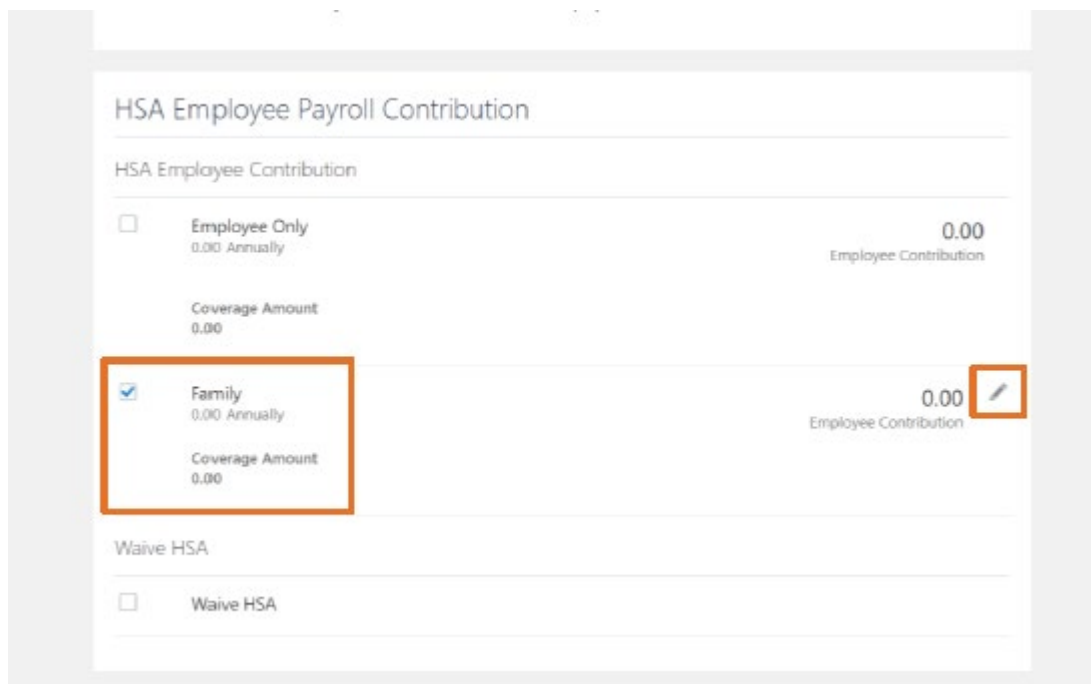 HSA Employee Payroll Contribution
HSA Employee Contribution
Employee Only
0.00 Annually
0.00
Employee Contribution
Coverage Amount
0.00
Family
0.00 Annually
0.00
Employee Contribution
Coverage Amount
0.00
Waive HSA
Waive HSA